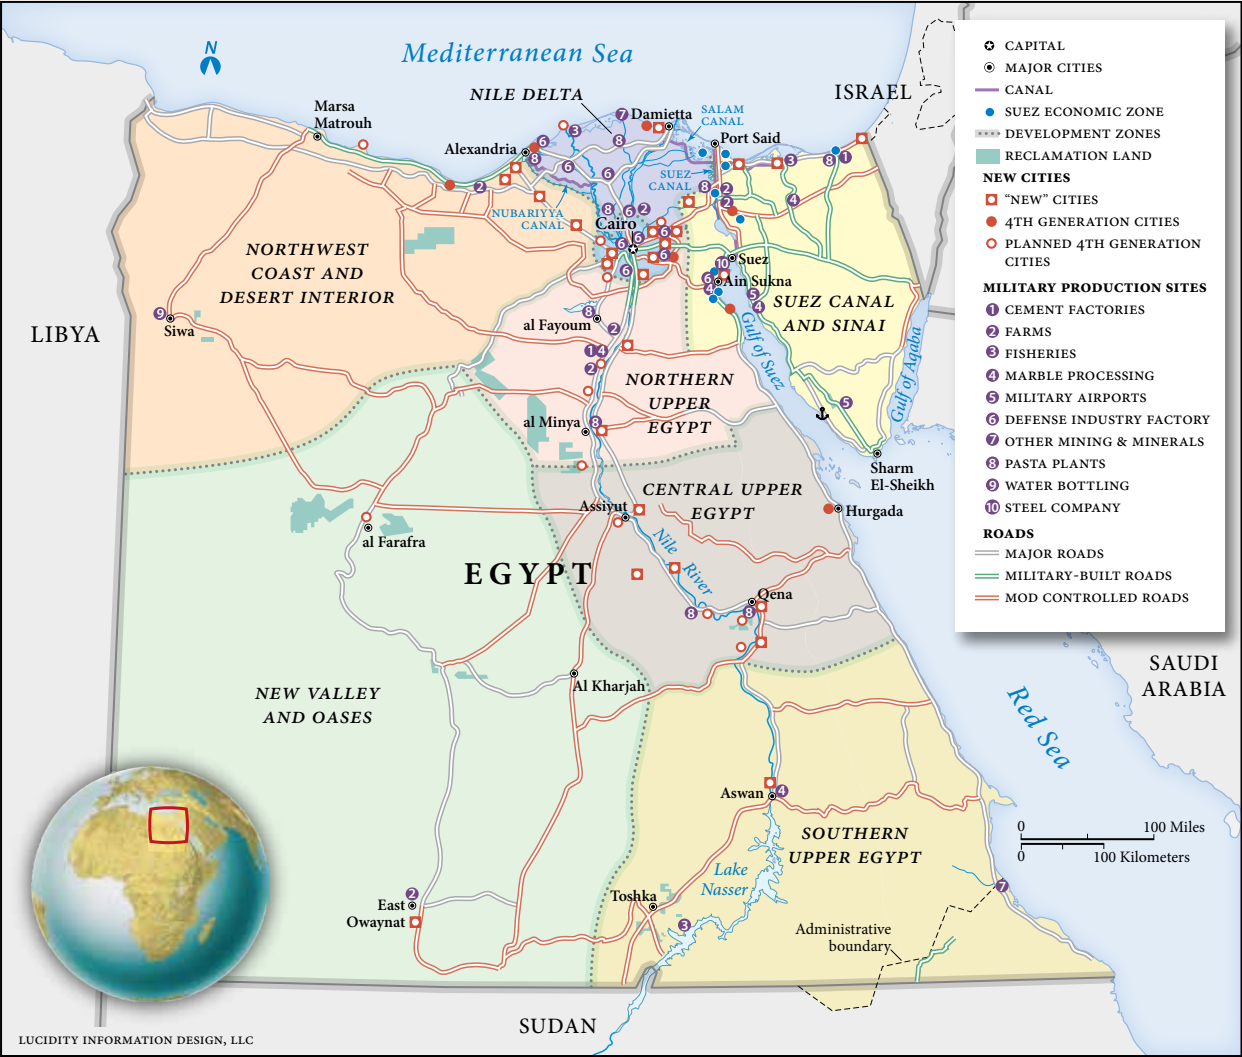 N
Mediterranean Sea
NILE DELTA
Marsa
Matrouh
Alexandria
Damietta
SALAM
CANAL
Port Said
ISRAEL
SUEZ
CANAL
NUBARIYYA
CANAL
Cairo
NORTHWEST
COAST AND
DESERT INTERIOR
Suez
Ain Sukna
SUEZ CANAL
AND SINAI
LIBYA
Siwa
al Fayoum
Gulf of Suez
Gulf of Aqaba
NORTHERN
UPPER
EGYPT
al Minya
Sharm
El-Sheikh
CENTRAL UPPER
EGYPT
Assiyut
Hurgada
al Farafra
Nile
River
EGYPT
Qena
NEW VALLEY
AND OASES
Al Kharjah
SAUDI
ARABIA
Red Sea
Aswan
SOUTHERN
UPPER EGYPT
Lake
Nasser
Toshka
East
Owaynat
Administrative
boundary
SUDAN
0 100 Miles
0 100 Kilometers
LUCIDITY INFORMATION DESIGN, LLC
CAPITAL
MAJOR CITIES
CANAL
SUEZ ECONOMIC ZONE
DEVELOPMENT ZONES
RECLAMATION LAND
NEW CITIES
“NEW” CITIES
4TH GENERATION CITIES
PLANNED 4TH GENERATION
CITIES
MILITARY PRODUCTION SITES
1 CEMENT FACTORIES
2 FARMS
3 FISHERIES
4 MARBLE PROCESSING
5 MILITARY AIRPORTS
6 DEFENSE INDUSTRY FACTORY
7 OTHER MINING & MINERALS
8 PASTA PLANTS
9 WATER BOTTLING
10 STEEL COMPANY
ROADS
MAJOR ROADS
MILITARY-BUILT ROADS
MOD CONTROLLED ROADS